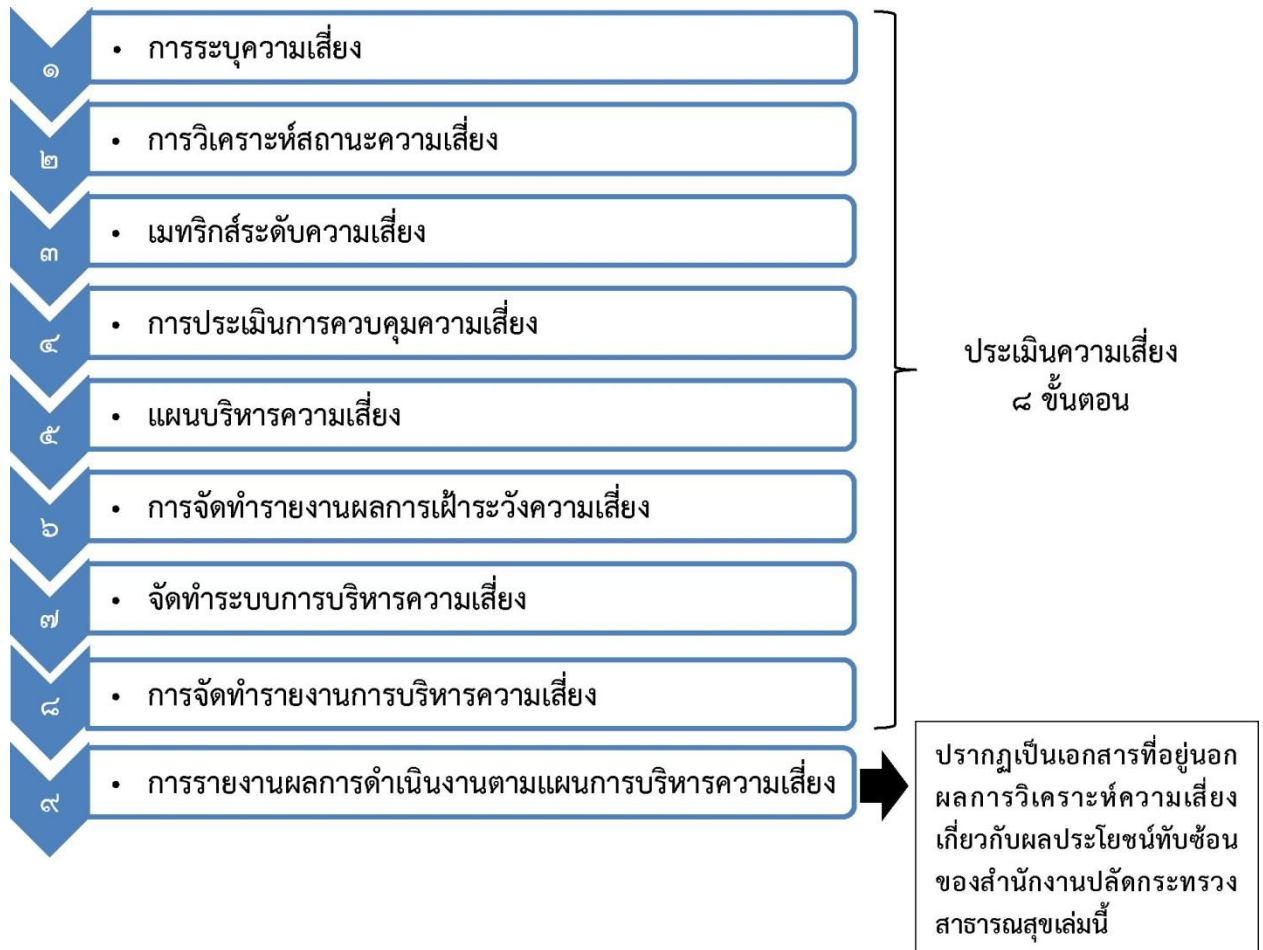 ๑
• การระบุความเสี่ยง
๒
• การวิเคราะห์สถานะความเสี่ยง
๓
• เมทริกส์ระดับความเสี่ยง
๔
• การประเมินการควบคุมความเสี่ยง
๕
• แผนบริหารความเสี่ยง
๖
• การจัดทำรายงานผลการเฝ้าระวังความเสี่ยง
๗
• จัดทำระบบการบริหารความเสี่ยง
๘
• การจัดทำรายงานการบริหารความเสี่ยง
๙
• การรายงานผลการดำเนินงานตามแผนการบริหารความเสี่ยง
ประเมินความเสี่ยง
๘ ขั้นตอน
ปรากฏเป็นเอกสารที่อยู่นอก
ผลการวิเคราะห์ความเสี่ยง
เกี่ยวกับผลประโยชน์ทับซ้อน
ของสำนักงานปลัดกระทรวง
สาธารณสุขเล่มนี้